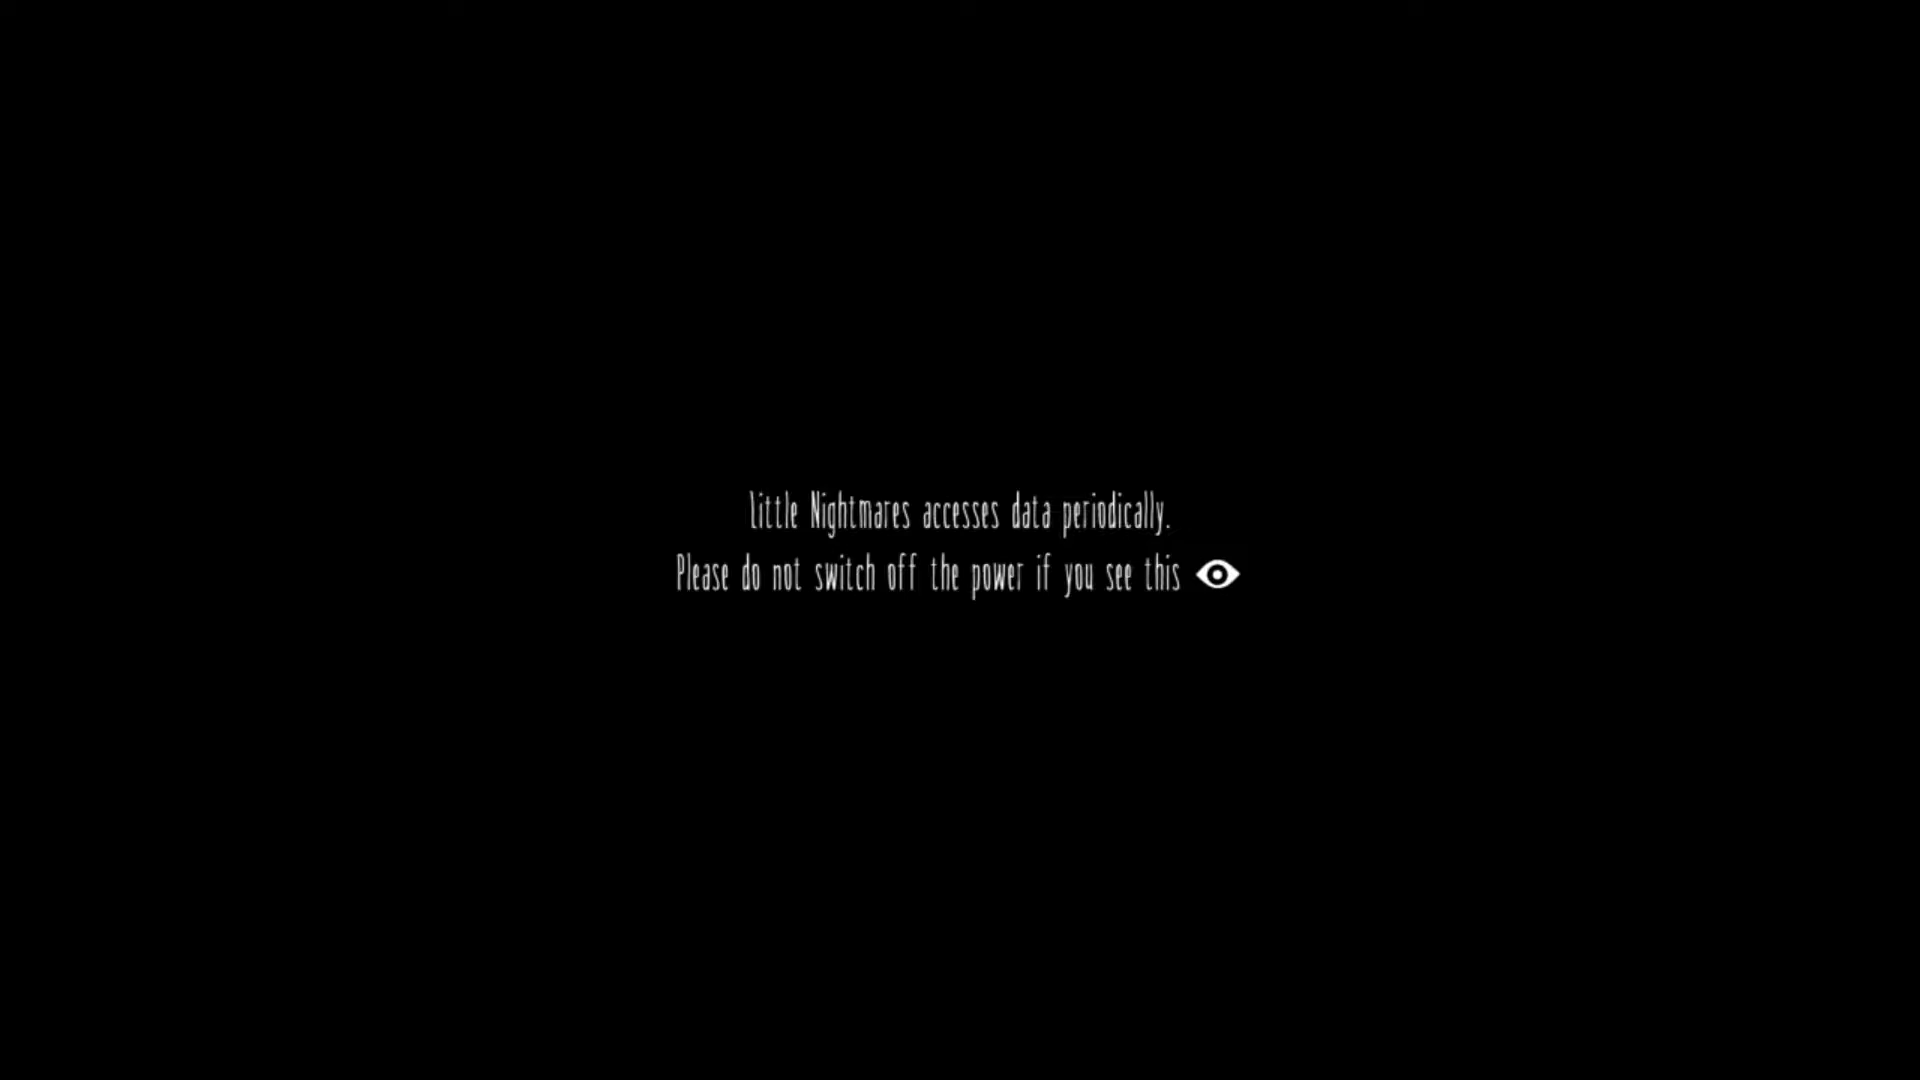 Little Nightmares accesses data periodically.
Please do not switch off the power if you see this